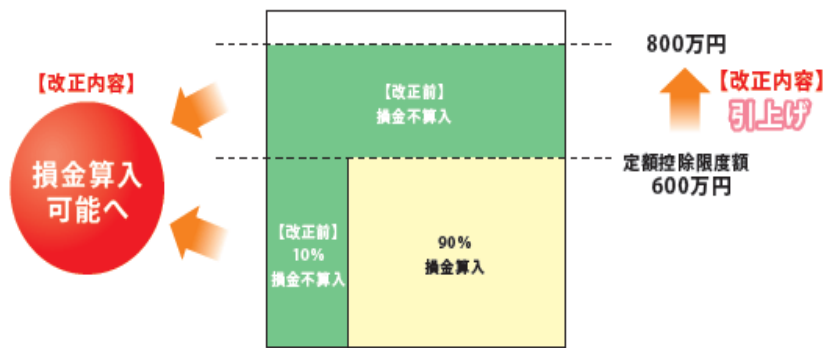 【改正内容】
損金算入
可能へ
【改正前】
損金不算入
【改正前】
10%
損金不算入
90%
損金算入
800万円
【改正内容】
引上げ
定額控除限度額
600万円